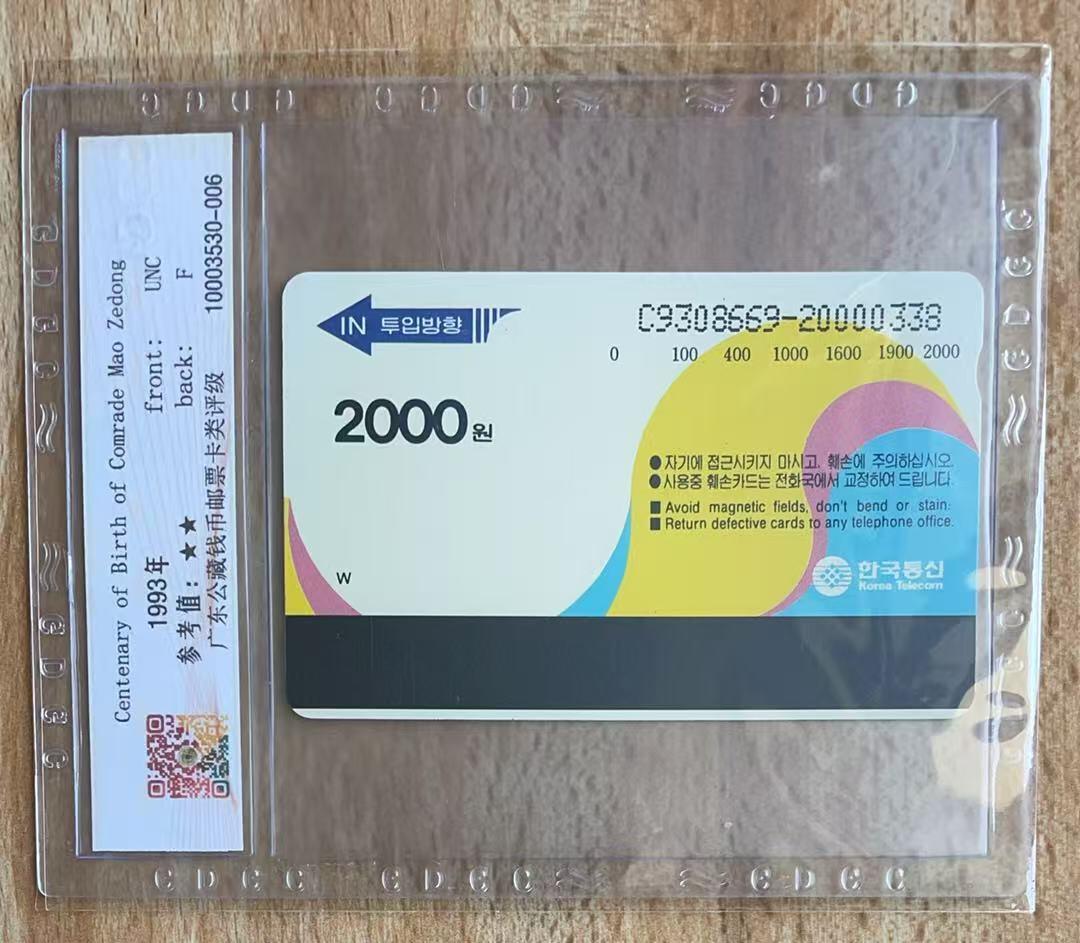 Centenary of Birth of Comrade Mao Zedong
1993年 front: UNC
参考值: ★★ back: F
广东公藏钱币邮票卡类评级 10003530-006
IN 투입방향
C9308669-20000338
0 100 400 1000 1600 1900 2000
2000원
● 자기에 접근시키지 마시고, 훼손에 주의하십시오.
● 사용중 훼손카드는 전화국에서 교정하여 드립니다.
■ Avoid magnetic fields, don't bend or stain.
■ Return defective cards to any telephone office.
W
한국통신
Korea Telecom